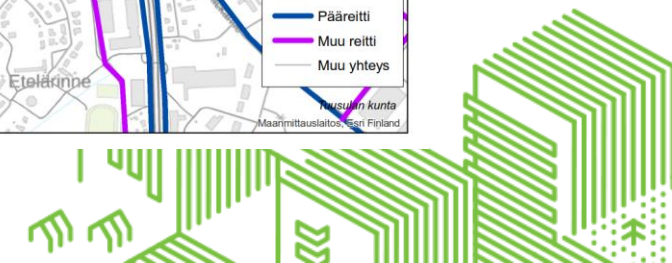 Pääreitti
Muu reitti
Muu yhteys
Etelärinne
Tuusulan kunta
Maanmittauslaitos, Esri Finland